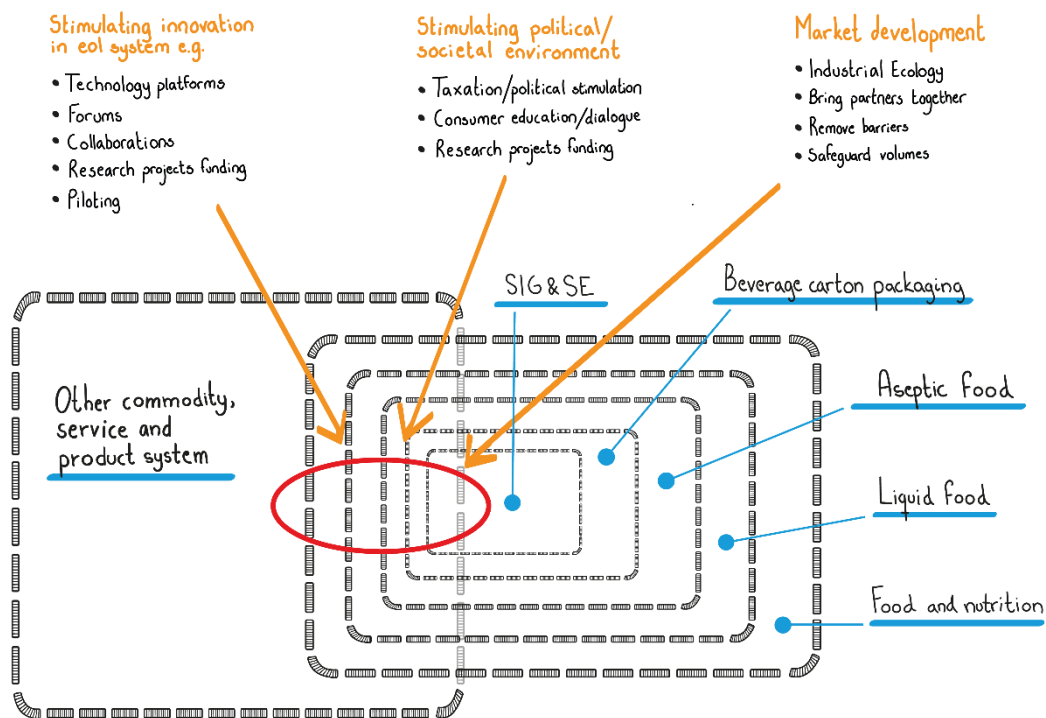 Stimulating innovation
in eol system e.g.
• Technology platforms
• Forums
• Collaborations
• Research projects funding
• Piloting
Stimulating political/
societal environment
• Taxation/political stimulation
• Consumer education/dialogue
• Research projects funding
Market development
• Industrial Ecology
• Bring partners together
• Remove barriers
• Safeguard volumes
SIG & SE
Beverage carton packaging
Other commodity,
service and
product system
Aseptic food
Liquid food
Food and nutrition